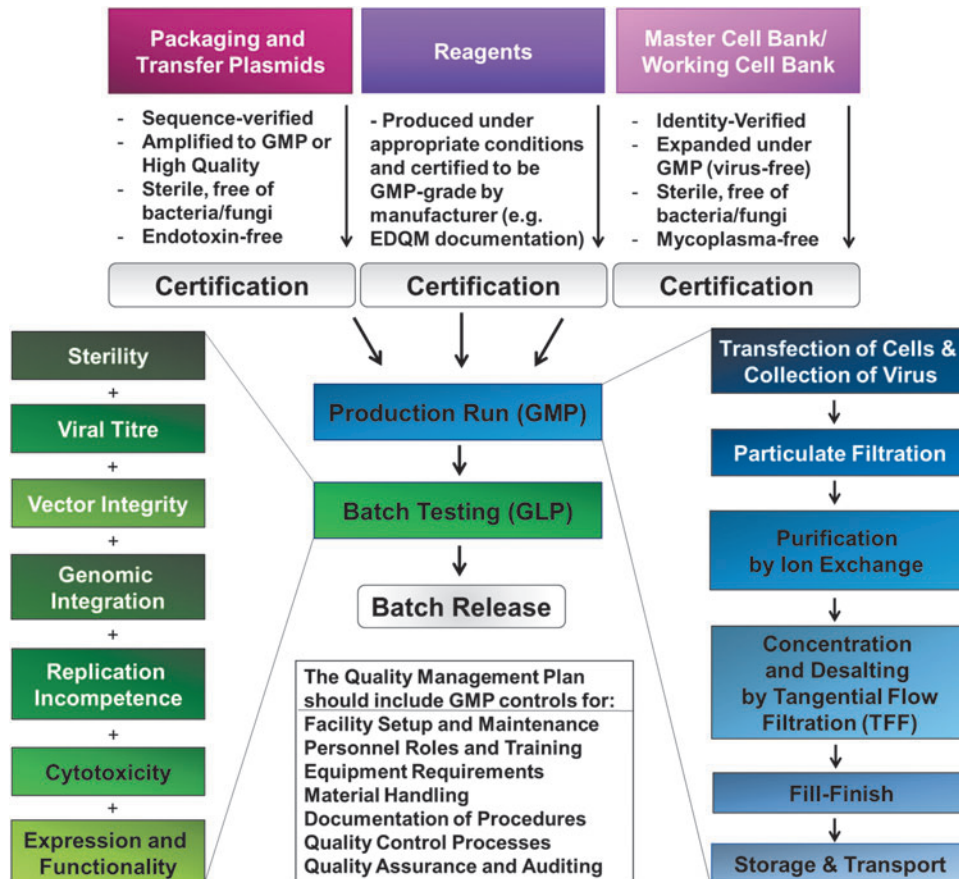 Packaging and
Transfer Plasmids
Reagents
Master Cell Bank/
Working Cell Bank
- Sequence-verified
- Amplified to GMP or
High Quality
- Sterile, free of
bacteria/fungi
- Endotoxin-free
- Produced under
appropriate conditions
and certified to be
GMP-grade by
manufacturer (e.g.
EDQM documentation)
- Identity-Verified
- Expanded under
GMP (virus-free)
- Sterile, free of
bacteria/fungi
- Mycoplasma-free
Certification
Certification
Certification
Sterility
+
Viral Titre
+
Vector Integrity
+
Genomic
Integration
+
Replication
Incompetence
+
Cytotoxicity
+
Expression and
Functionality
Production Run (GMP)
Batch Testing (GLP)
Batch Release
The Quality Management Plan
should include GMP controls for:
Facility Setup and Maintenance
Personnel Roles and Training
Equipment Requirements
Material Handling
Documentation of Procedures
Quality Control Processes
Quality Assurance and Auditing
Transfection of Cells &
Collection of Virus
Particulate Filtration
Purification
by Ion Exchange
Concentration
and Desalting
by Tangential Flow
Filtration (TFF)
Fill-Finish
Storage & Transport